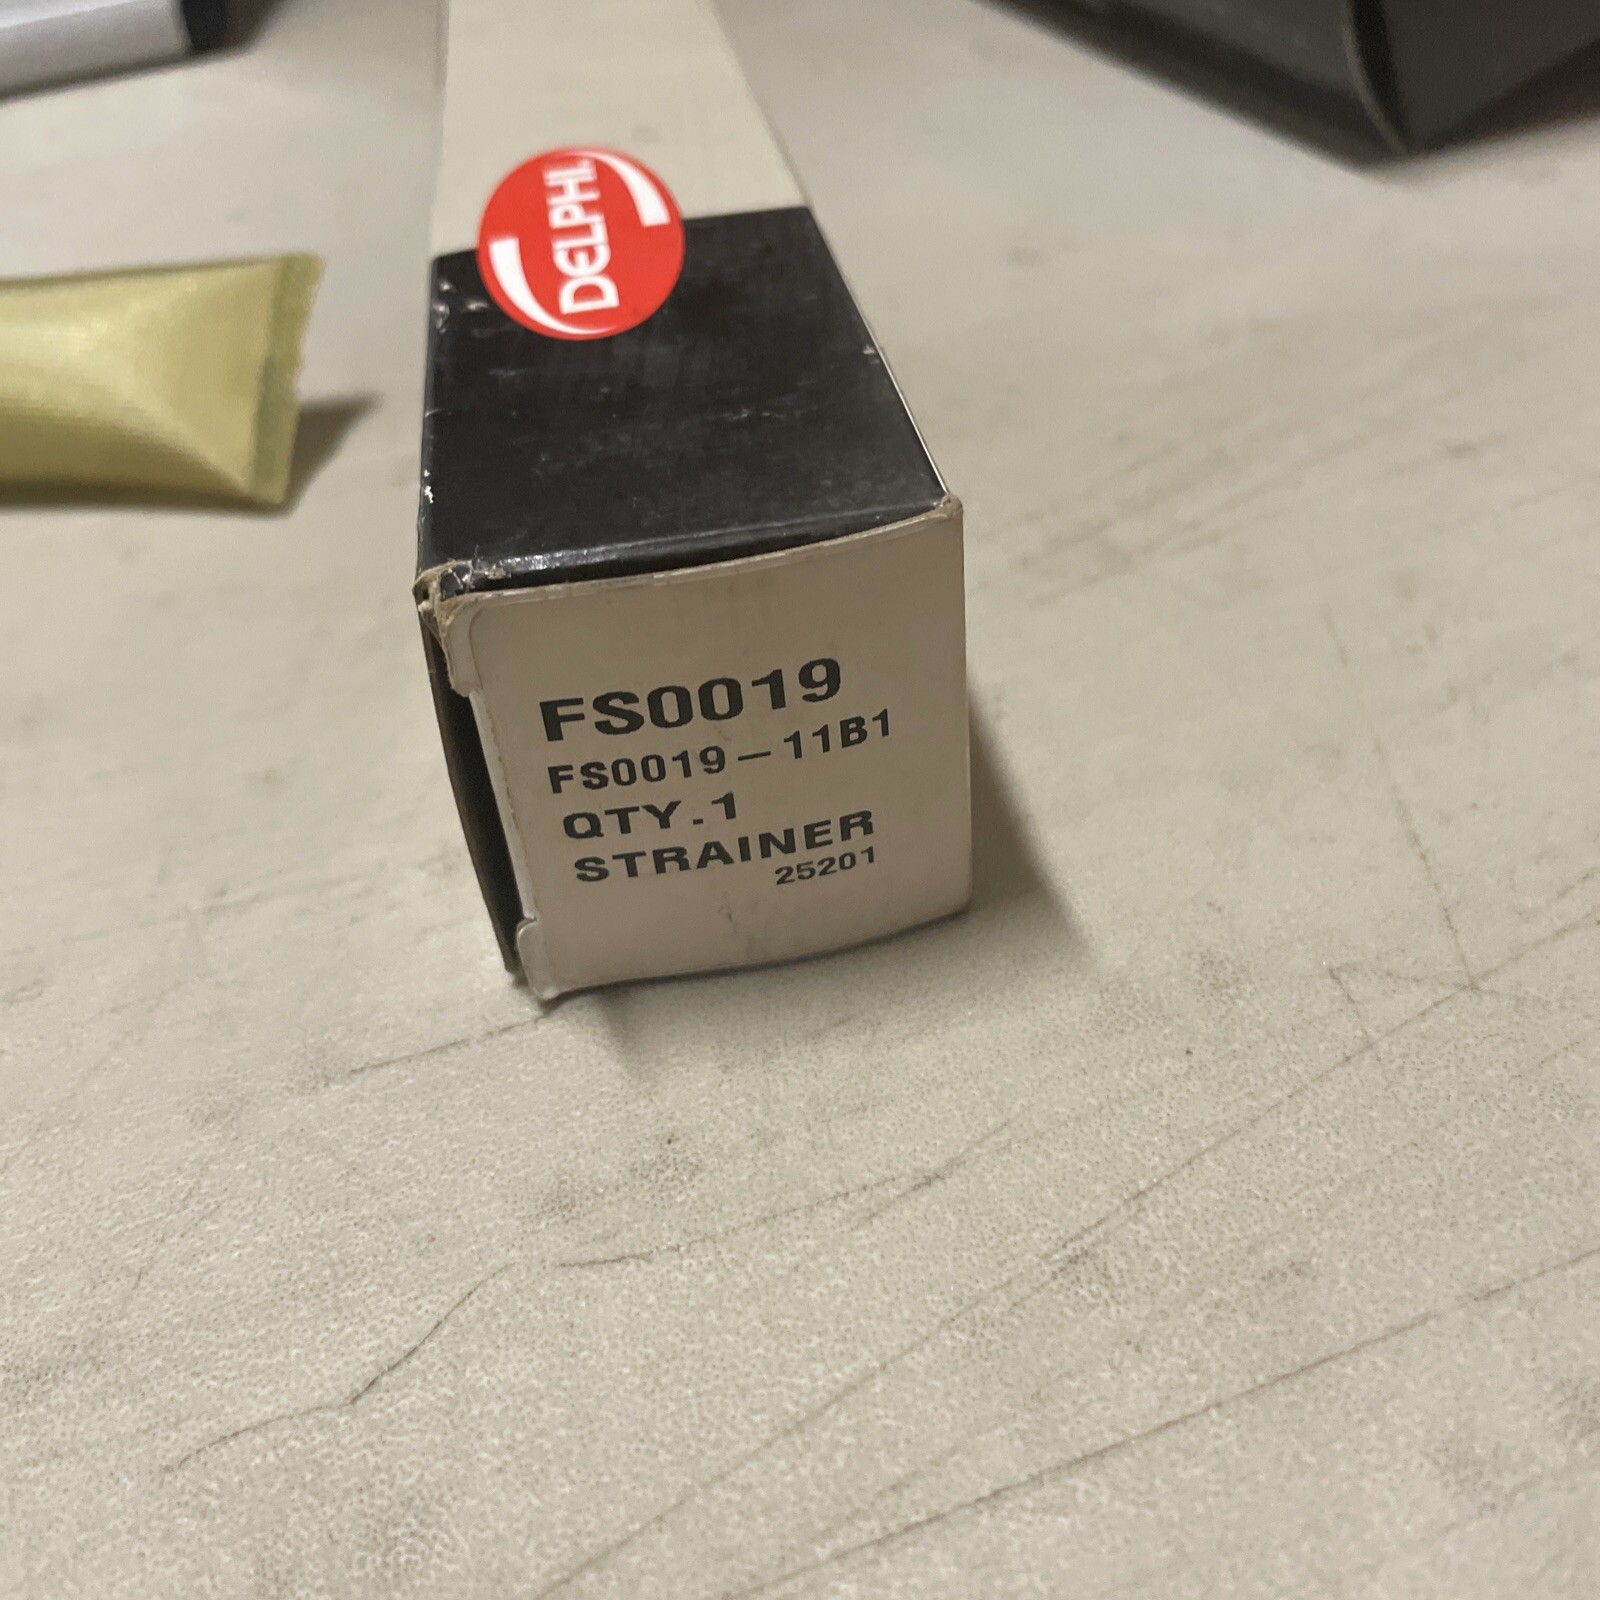 DELPHI
FS0019
FS0019-11B1
QTY.1
STRAINER
25201